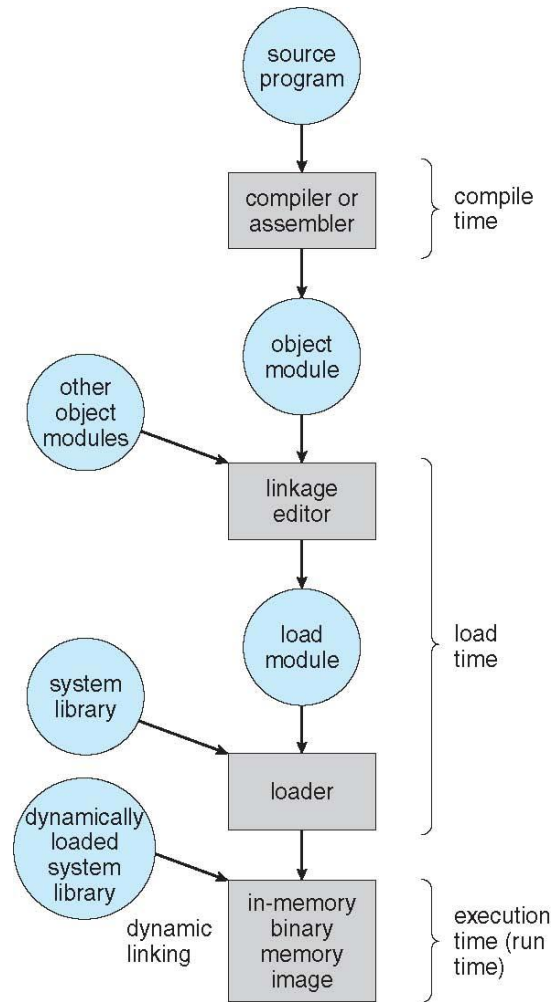 source
program
compiler or
assembler
compile
time
object
module
other
object
modules
linkage
editor
load
module
load
time
system
library
loader
dynamically
loaded
system
library
dynamic
linking
in-memory
binary
memory
image
execution
time (run
time)